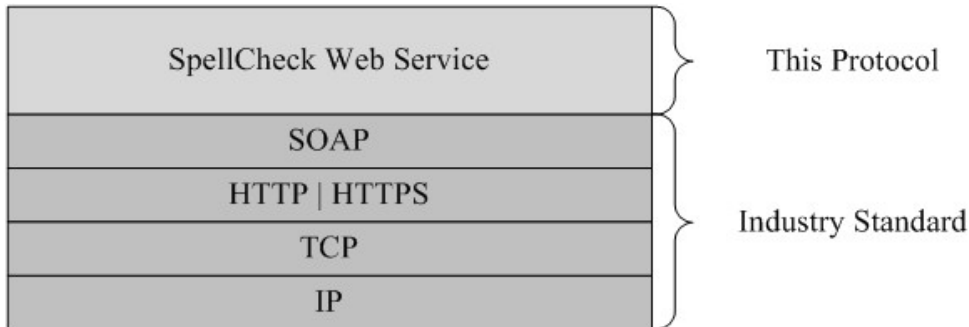 SpellCheck Web Service
This Protocol
SOAP
HTTP | HTTPS
TCP
IP
Industry Standard